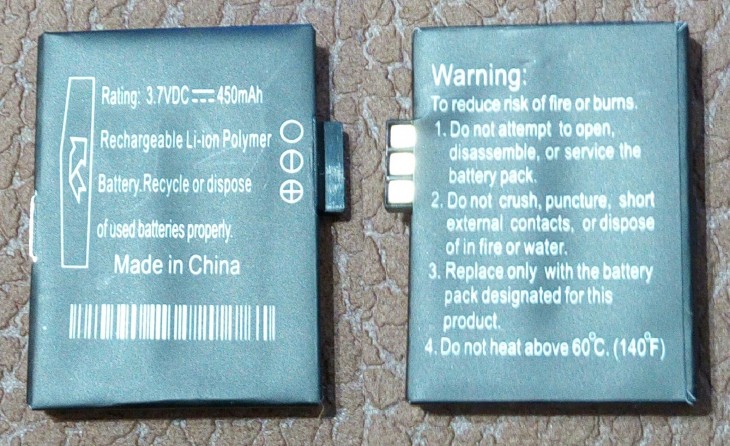 Rating: 3.7VDC 450mAh
Rechargeable Li-ion Polymer
Battery.Recycle or dispose
of used batteries properly.
Made in China
Warning:
To reduce risk of fire or burns.
1. Do not attempt to open,
disassemble, or service the
battery pack.
2. Do not crush, puncture, short
external contacts, or dispose
of in fire or water.
3. Replace only with the battery
pack designated for this
product.
4. Do not heat above 60°C. (140°F)